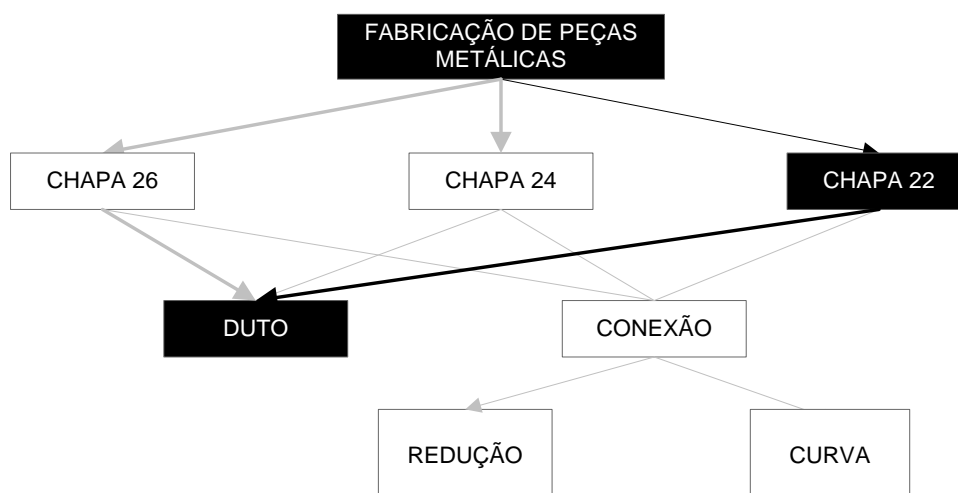 FABRICAÇÃO DE PEÇAS
METÁLICAS
CHAPA 26
CHAPA 24
CHAPA 22
DUTO
CONEXÃO
REDUÇÃO
CURVA